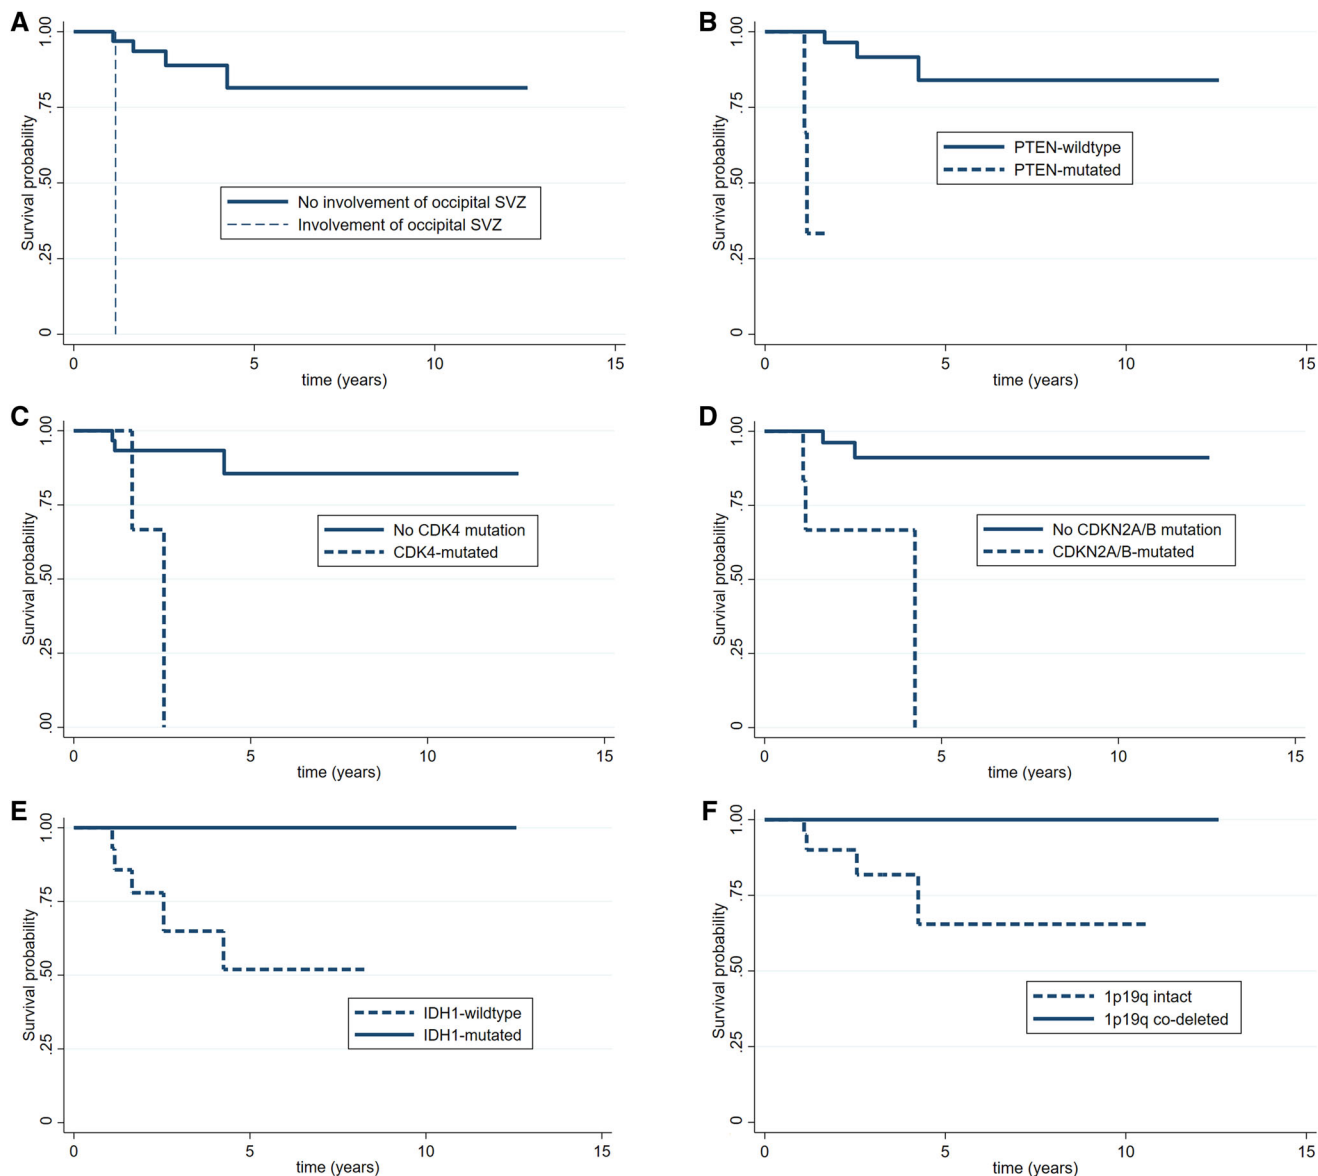 A
Survival probability
1.00
.75
.50
.25
0
No involvement of occipital SVZ
Involvement of occipital SVZ
0 5 10 15
time (years)
B
Survival probability
1.00
.75
.50
.25
0
PTEN-wildtype
PTEN-mutated
0 5 10 15
time (years)
C
Survival probability
1.00
.75
.50
.25
.00
No CDK4 mutation
CDK4-mutated
0 5 10 15
time (years)
D
Survival probability
1.00
.75
.50
.25
0
No CDKN2A/B mutation
CDKN2A/B-mutated
0 5 10 15
time (years)
E
Survival probability
1.00
.75
.50
.25
0
IDH1-wildtype
IDH1-mutated
0 5 10 15
time (years)
F
Survival probability
1.00
.75
.50
.25
0
1p19q intact
1p19q co-deleted
0 5 10 15
time (years)